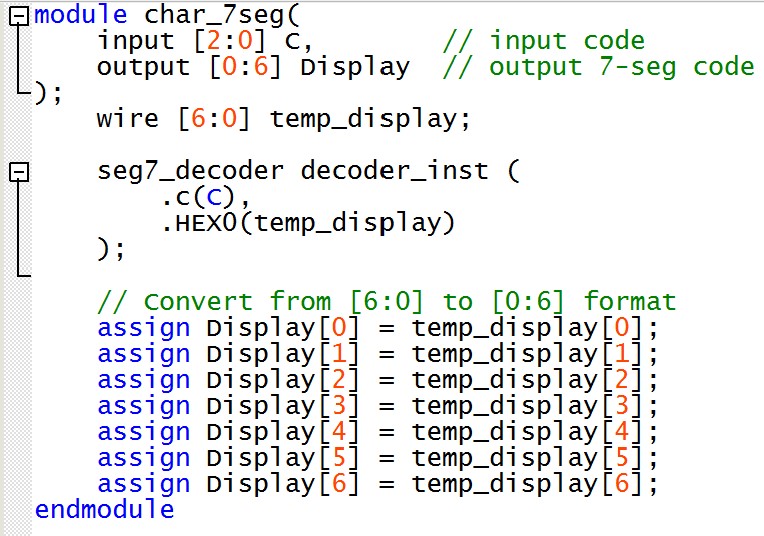 module char_7seg(
    input [2:0] C,        // input code
    output [0:6] Display  // output 7-seg code
);
    wire [6:0] temp_display;

    seg7_decoder decoder_inst (
        .c(C),
        .HEX0(temp_display)
    );

    // Convert from [6:0] to [0:6] format
    assign Display[0] = temp_display[0];
    assign Display[1] = temp_display[1];
    assign Display[2] = temp_display[2];
    assign Display[3] = temp_display[3];
    assign Display[4] = temp_display[4];
    assign Display[5] = temp_display[5];
    assign Display[6] = temp_display[6];
endmodule